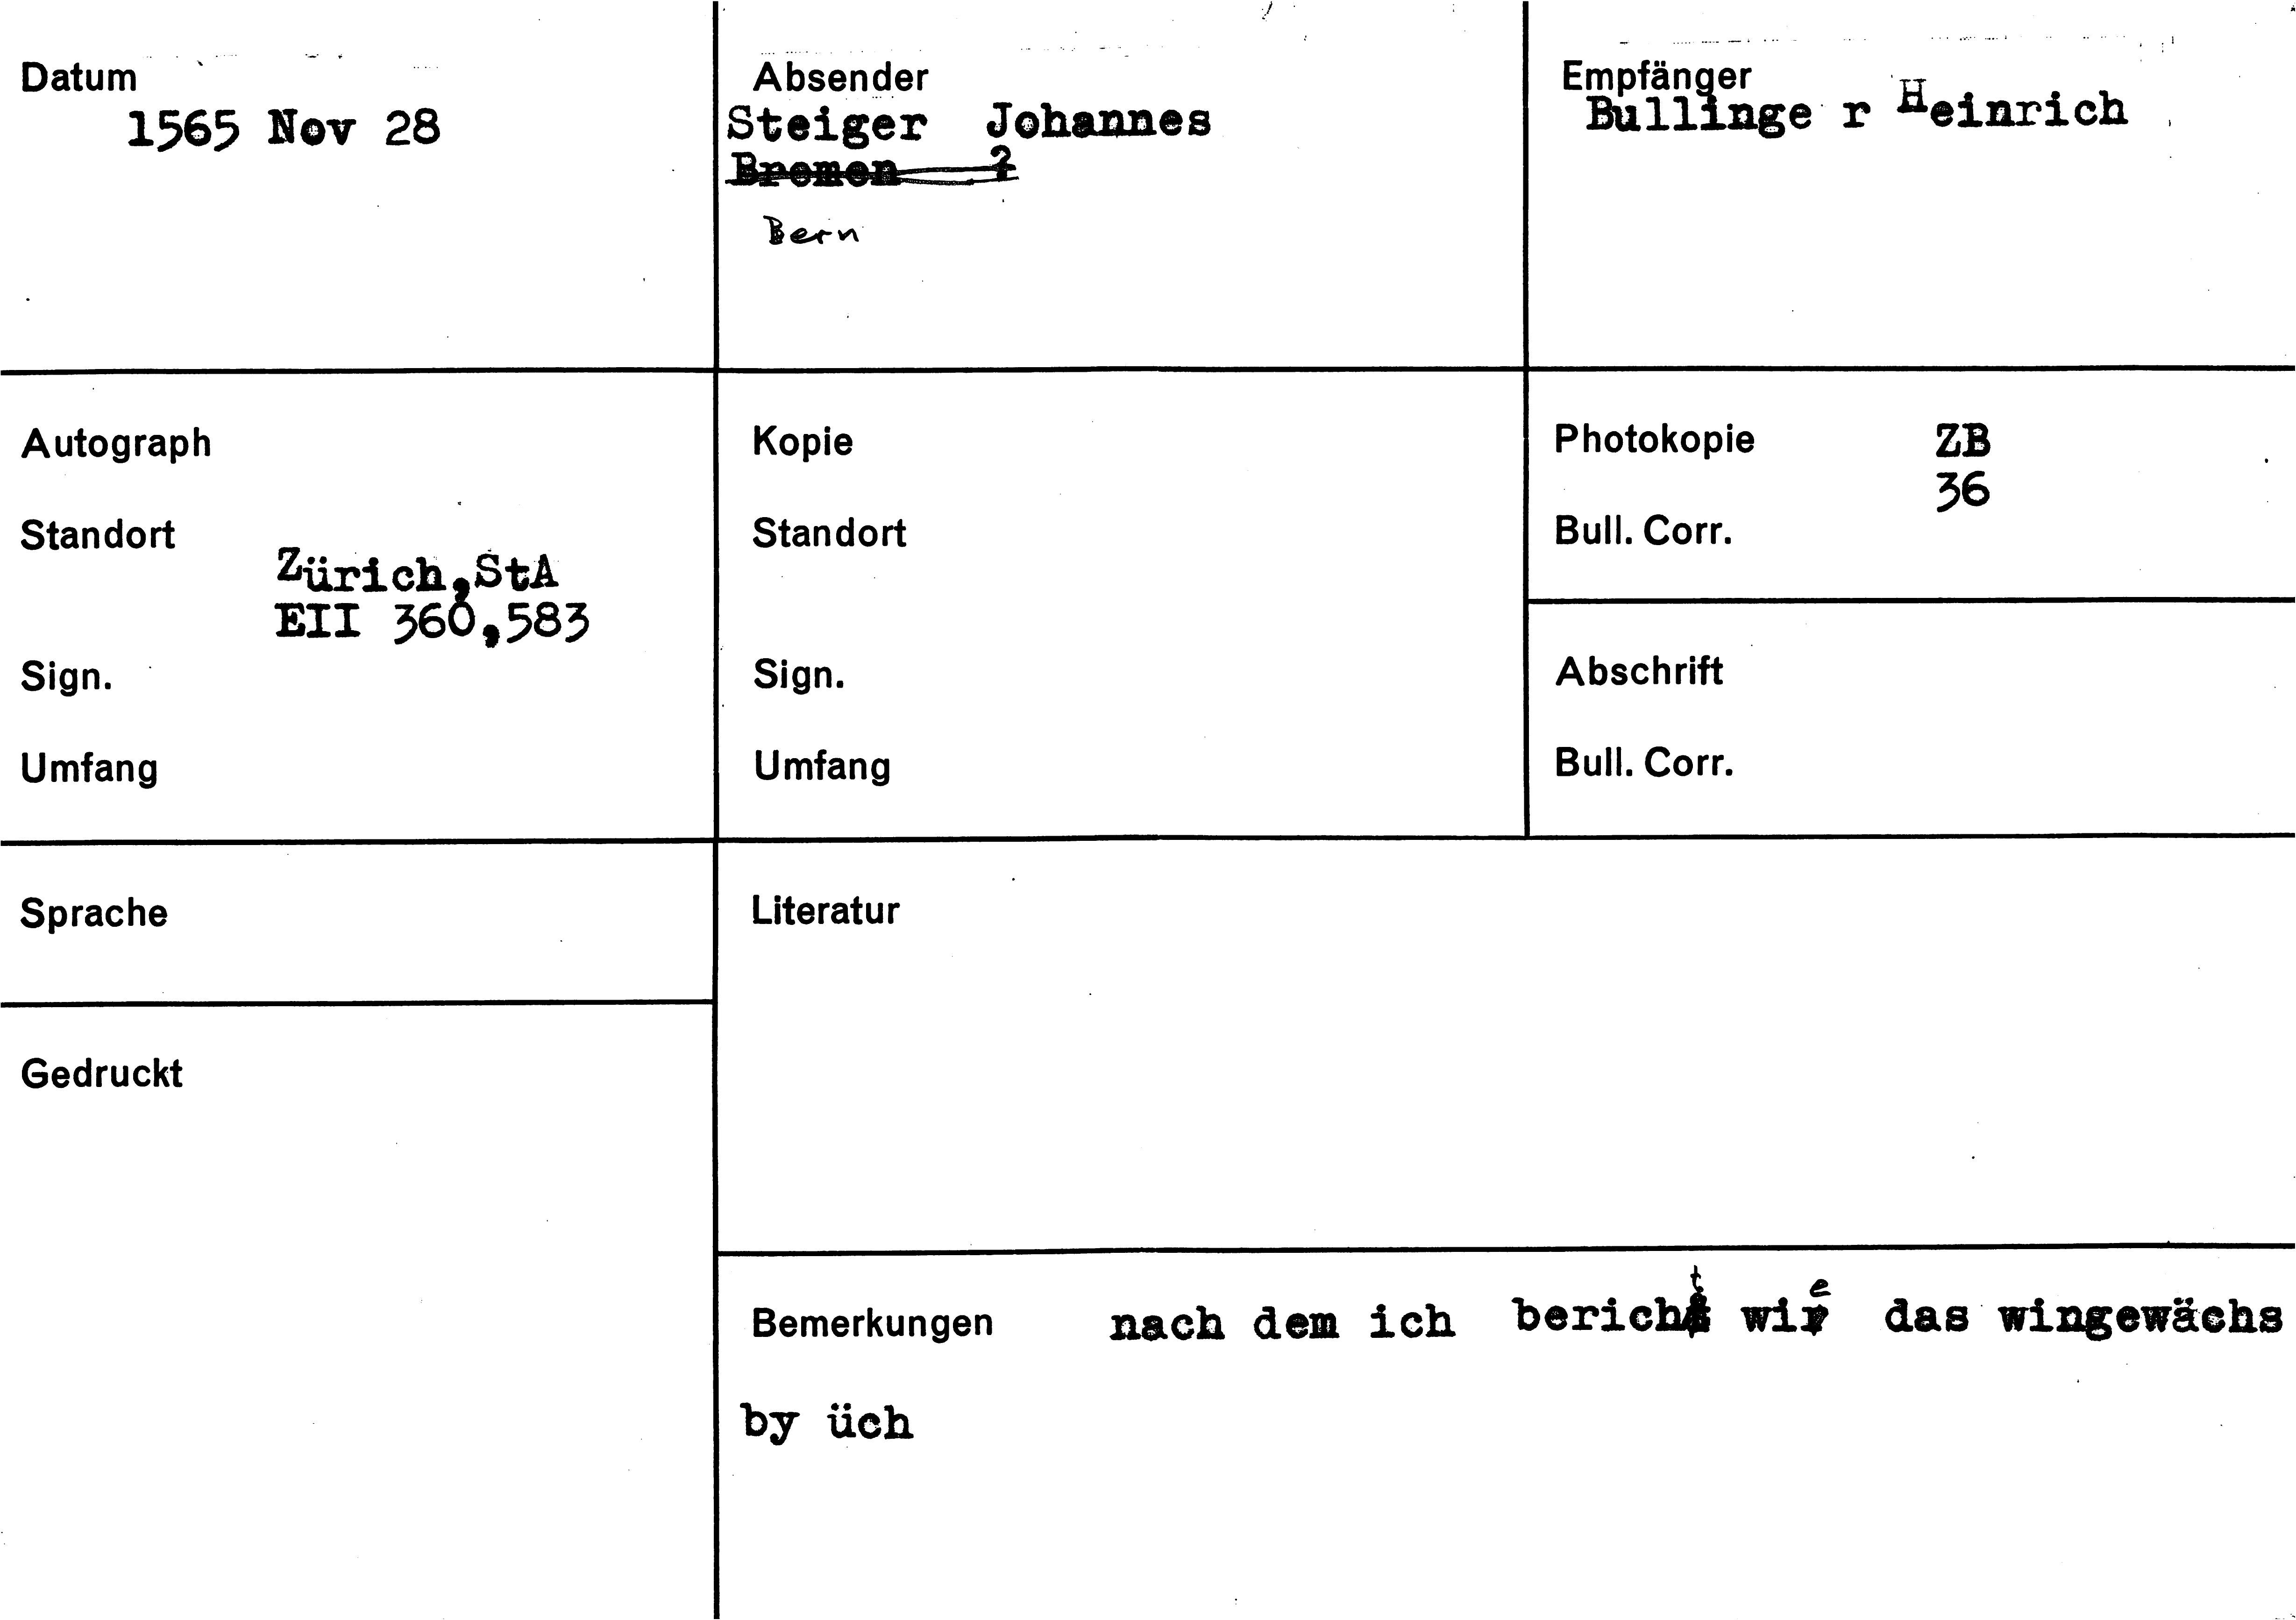 Datum
1565 Nov 28
Absender
Steiger Johannes
Bremen ?
Bern
Empfänger
Bullinge r Heinrich
Autograph
Standort
Zürich,StA
EII 360,583
Sign.
Umfang
Kopie
Standort
Sign.
Umfang
Photokopie ZB
36
Bull. Corr.
Abschrift
Bull. Corr.
Sprache
Gedruckt
Literatur
Bemerkungen nach dem ich bericht wie das wingewächs
by üch